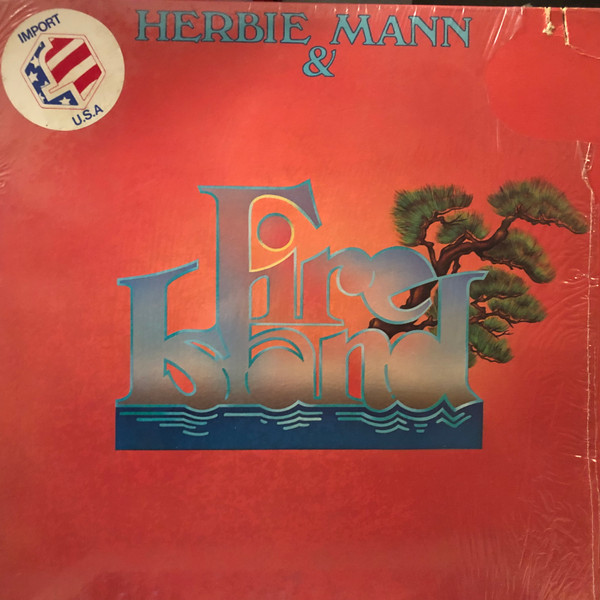 IMPORT
U.S.A
HERBIE MANN
&
Fire
Island